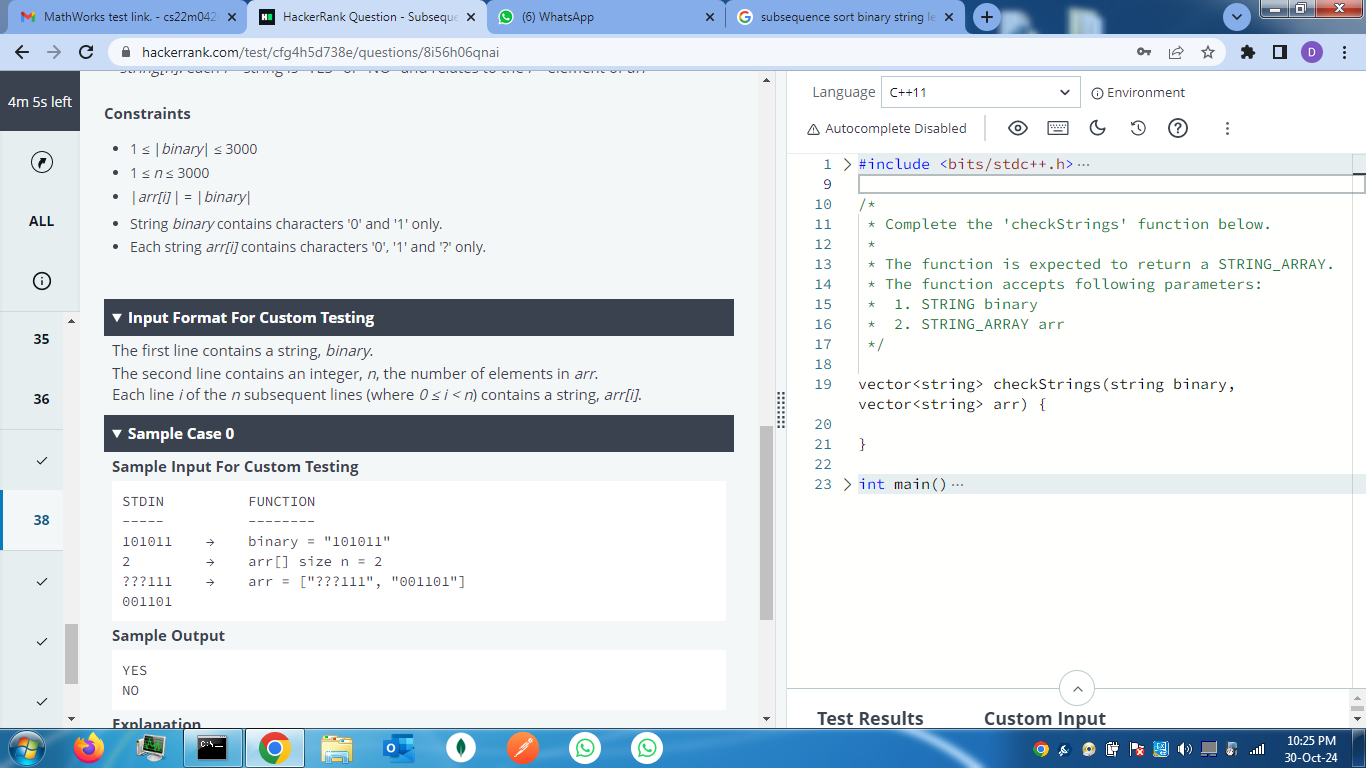 MathWorks test link. - cs22m042
HackerRank Question - Subseque
(6) WhatsApp
subsequence sort binary string le
hackerrank.com/test/cfg4h5d738e/questions/8i56h06qnai
D
4m 5s left
ALL
35
36
38
Constraints
1 ≤ |binary| ≤ 3000
1 ≤ n ≤ 3000
|arr[i]| = |binary|
String binary contains characters '0' and '1' only.
Each string arr[i] contains characters '0', '1' and '?' only.
Input Format For Custom Testing
The first line contains a string, binary.
The second line contains an integer, n, the number of elements in arr.
Each line i of the n subsequent lines (where 0 ≤ i < n) contains a string, arr[i].
Sample Case 0
Sample Input For Custom Testing
STDIN FUNCTION
----- --------
101011 → binary = "101011"
2 → arr[] size n = 2
???111 → arr = ["???111", "001101"]
001101
Sample Output
YES
NO
Explanation
Language C++11 Environment
Autocomplete Disabled
1 #include <bits/stdc++.h> ···
9
10 /*
11 * Complete the 'checkStrings' function below.
12 *
13 * The function is expected to return a STRING_ARRAY.
14 * The function accepts following parameters:
15 * 1. STRING binary
16 * 2. STRING_ARRAY arr
17 */
18
19 vector<string> checkStrings(string binary,
vector<string> arr) {
20
21 }
22
23 int main() ···
Test Results Custom Input
10:25 PM
30-Oct-24